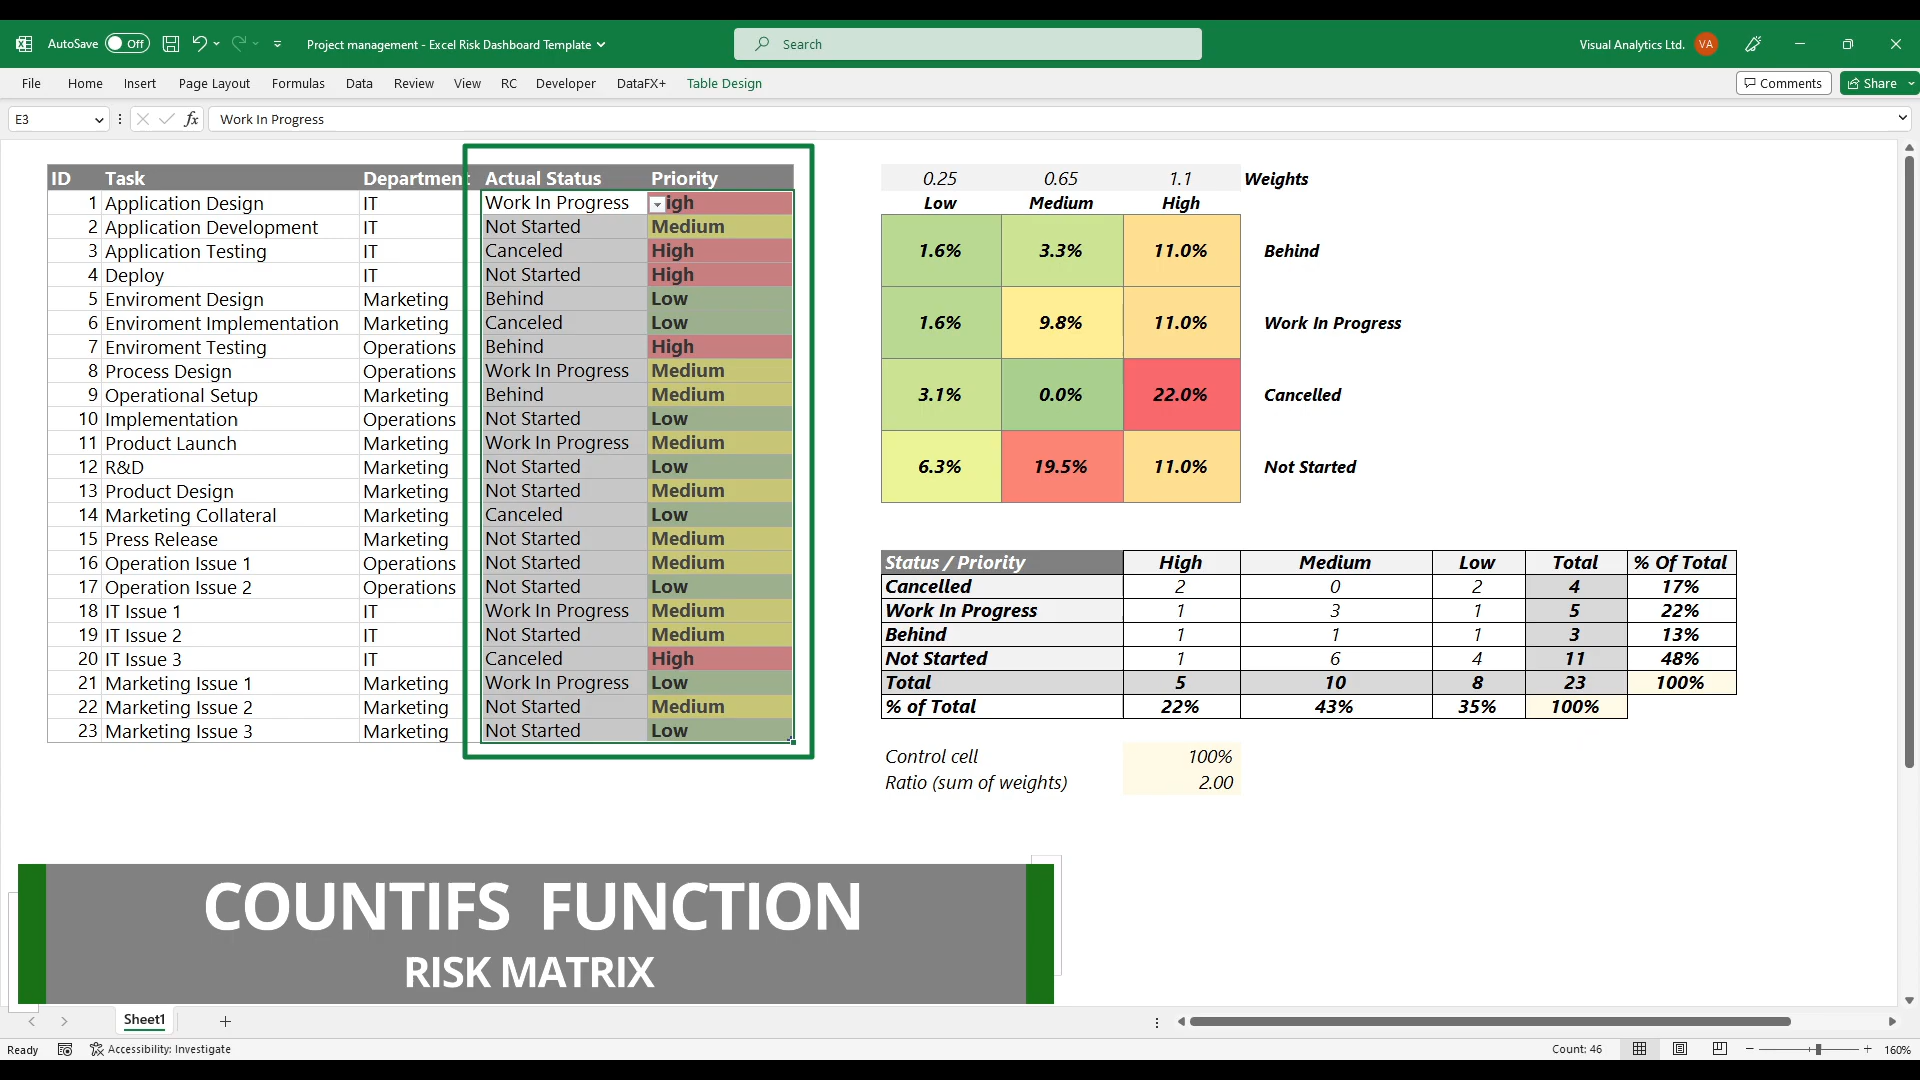 AutoSave Off Project management - Excel Risk Dashboard Template Search Visual Analytics Ltd. VA
File Home Insert Page Layout Formulas Data Review View RC Developer DataFX+ Table Design Comments Share
E3 fx Work In Progress
ID Task Department Actual Status Priority
1 Application Design IT Work In Progress igh
2 Application Development IT Not Started Medium
3 Application Testing IT Canceled High
4 Deploy IT Not Started High
5 Enviroment Design Marketing Behind Low
6 Enviroment Implementation Marketing Canceled Low
7 Enviroment Testing Operations Behind High
8 Process Design Operations Work In Progress Medium
9 Operational Setup Marketing Behind Medium
10 Implementation Operations Not Started Low
11 Product Launch Marketing Work In Progress Medium
12 R&D Marketing Not Started Low
13 Product Design Marketing Not Started Medium
14 Marketing Collateral Marketing Canceled Low
15 Press Release Marketing Not Started Medium
16 Operation Issue 1 Operations Not Started Medium
17 Operation Issue 2 Operations Not Started Low
18 IT Issue 1 IT Work In Progress Medium
19 IT Issue 2 IT Not Started Medium
20 IT Issue 3 IT Canceled High
21 Marketing Issue 1 Marketing Work In Progress Low
22 Marketing Issue 2 Marketing Not Started Medium
23 Marketing Issue 3 Marketing Not Started Low
0.25 0.65 1.1 Weights
Low Medium High
1.6% 3.3% 11.0% Behind
1.6% 9.8% 11.0% Work In Progress
3.1% 0.0% 22.0% Cancelled
6.3% 19.5% 11.0% Not Started
Status / Priority High Medium Low Total % Of Total
Cancelled 2 0 2 4 17%
Work In Progress 1 3 1 5 22%
Behind 1 1 1 3 13%
Not Started 1 6 4 11 48%
Total 5 10 8 23 100%
% of Total 22% 43% 35% 100%
Control cell 100%
Ratio (sum of weights) 2.00
COUNTIFS FUNCTION
RISK MATRIX
Sheet1
Ready Accessibility: Investigate Count: 46 160%